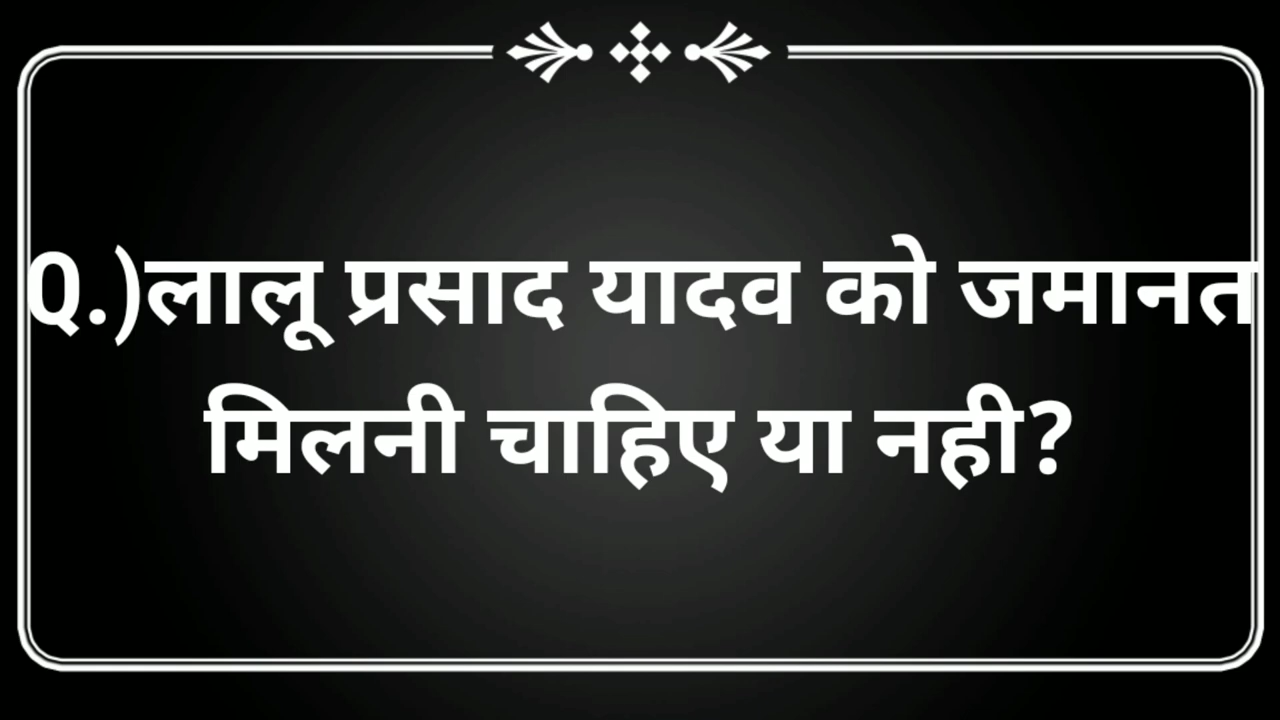 Q.)लालू प्रसाद यादव को जमानत
मिलनी चाहिए या नही?